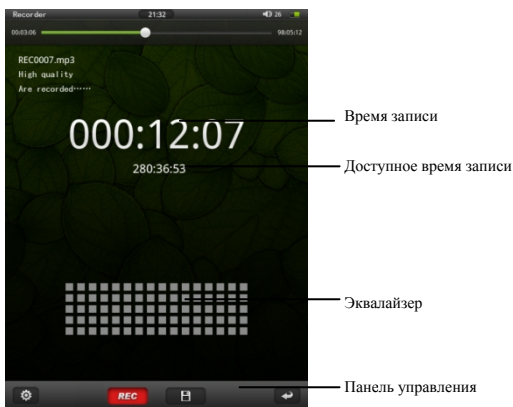 Recorder 21:32 26
00:03:06 98:05:12
REC0007.mp3
High quality
Are recorded······
000:12:07
Время записи
280:36:53
Доступное время записи
Эквалайзер
Панель управления
REC